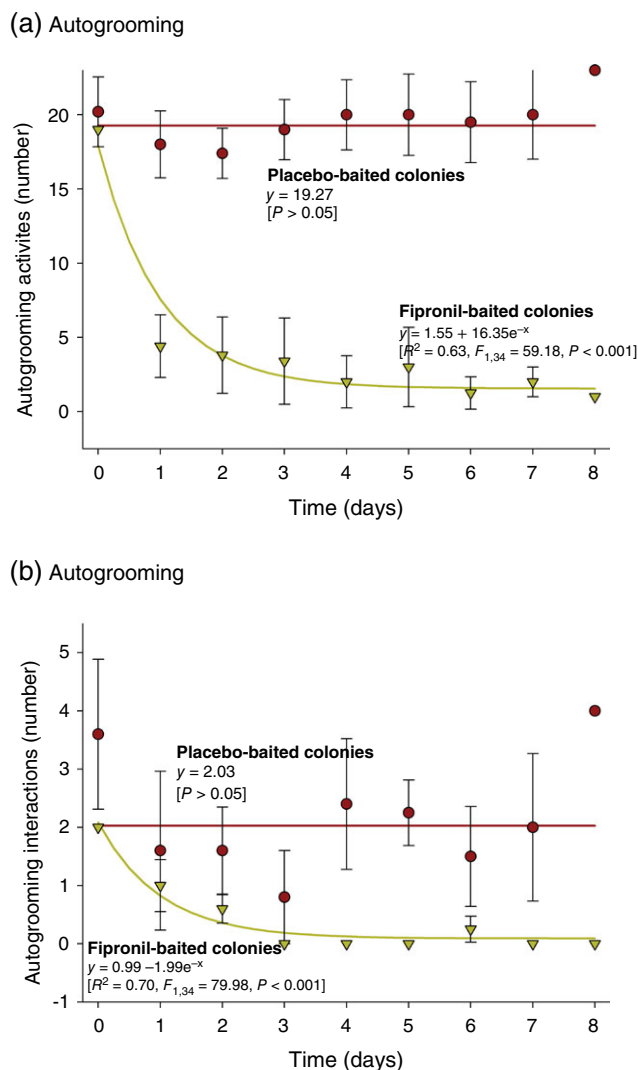 (a) Autogrooming
Autogrooming activites (number)
20
15
10
5
0
Placebo-baited colonies
y = 19.27
[P > 0.05]
Fipronil-baited colonies
y = 1.55 + 16.35e⁻ˣ
[R² = 0.63, F₁,₃₄ = 59.18, P < 0.001]
0 1 2 3 4 5 6 7 8
Time (days)
(b) Autogrooming
Autogrooming interactions (number)
5
4
3
2
1
0
-1
Placebo-baited colonies
y = 2.03
[P > 0.05]
Fipronil-baited colonies
y = 0.99 –1.99e⁻ˣ
[R² = 0.70, F₁,₃₄ = 79.98, P < 0.001]
0 1 2 3 4 5 6 7 8
Time (days)